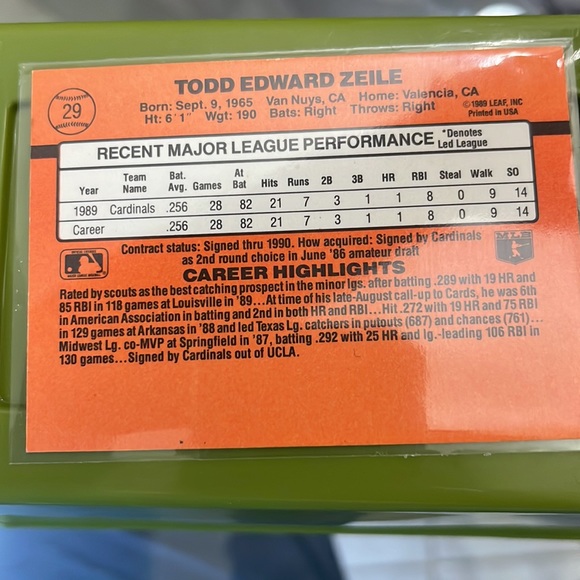 29
TODD EDWARD ZEILE
Born: Sept. 9, 1965 Van Nuys, CA Home: Valencia, CA
Ht: 6'1" Wgt: 190 Bats: Right Throws: Right
©1989 LEAF, INC
Printed in USA
RECENT MAJOR LEAGUE PERFORMANCE *Denotes Led League
Year Team Name Bat. Avg. Games At Bat Hits Runs 2B 3B HR RBI Steal Walk SO
1989 Cardinals .256 28 82 21 7 3 1 1 8 0 9 14
Career .256 28 82 21 7 3 1 1 8 0 9 14
Contract status: Signed thru 1990. How acquired: Signed by Cardinals
as 2nd round choice in June '86 amateur draft
MLB
CAREER HIGHLIGHTS
Rated by scouts as the best catching prospect in the minor lgs. after batting .289 with 19 HR and
85 RBI in 118 games at Louisville in '89...At time of his late-August call-up to Cards, he was 6th
in American Association in batting and 2nd in both HR and RBI...Hit .272 with 19 HR and 75 RBI
in 129 games at Arkansas in '88 and led Texas Lg. catchers in putouts (687) and chances (761)...
Midwest Lg. co-MVP at Springfield in '87, batting .292 with 25 HR and lg.-leading 106 RBI in
130 games...Signed by Cardinals out of UCLA.